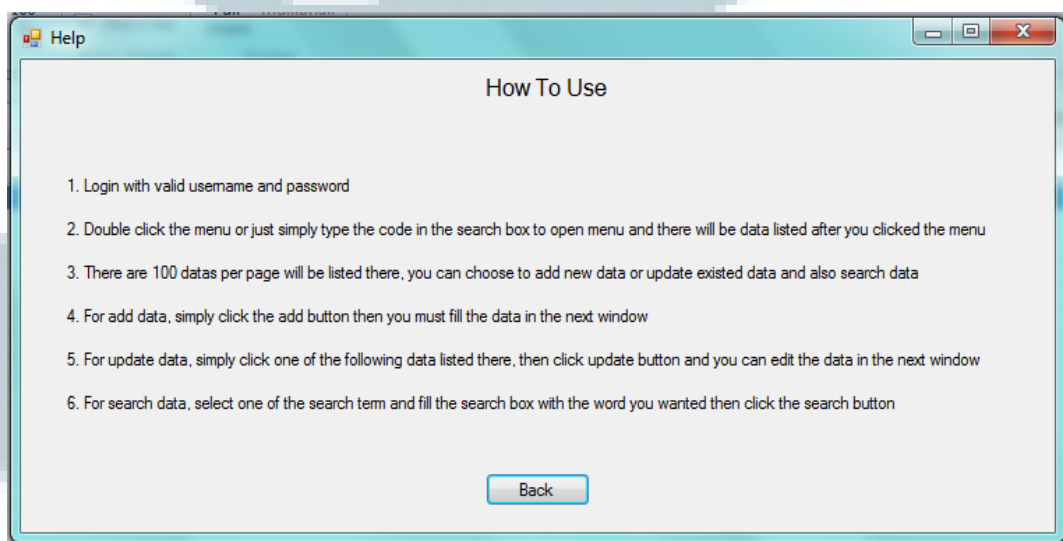 Help
How To Use
1. Login with valid username and password
2. Double click the menu or just simply type the code in the search box to open menu and there will be data listed after you clicked the menu
3. There are 100 datas per page will be listed there, you can choose to add new data or update existed data and also search data
4. For add data, simply click the add button then you must fill the data in the next window
5. For update data, simply click one of the following data listed there, then click update button and you can edit the data in the next window
6. For search data, select one of the search term and fill the search box with the word you wanted then click the search button
Back